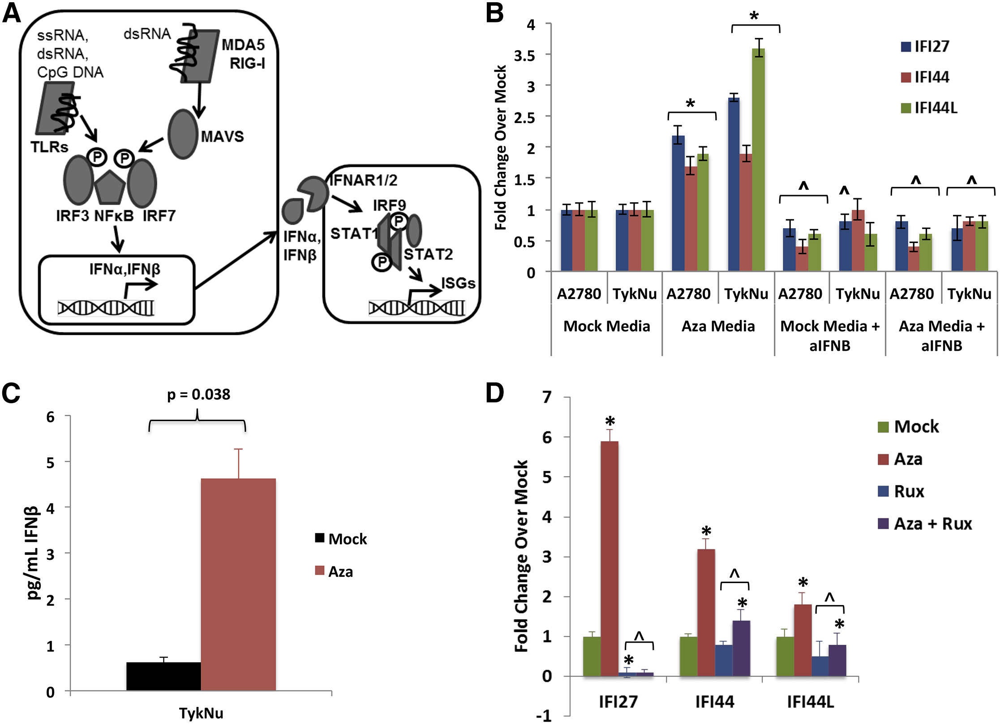 A
ssRNA,
dsRNA,
CpG DNA
dsRNA
MDA5
RIG-I
TLRs
MAVS
P
P
IRF3 NFκB IRF7
IFNα,IFNβ
IFNα,
IFNβ
IFNAR1/2
IRF9
P
STAT1
STAT2
P
ISGs
B
Fold Change Over Mock
4
3.5
3
2.5
2
1.5
1
0.5
0
*
*
^
^
^
^
IFI27
IFI44
IFI44L
A2780 TykNu A2780 TykNu A2780 TykNu A2780 TykNu
Mock Media
Aza Media
Mock Media +
aIFNB
Aza Media +
aIFNB
C
p = 0.038
pg/mL IFNβ
6
5
4
3
2
1
0
Mock
Aza
TykNu
D
Fold Change Over Mock
7
6
5
4
3
2
1
0
-1
*
*
^
*
^
*
*
^
*
Mock
Aza
Rux
Aza + Rux
IFI27
IFI44
IFI44L